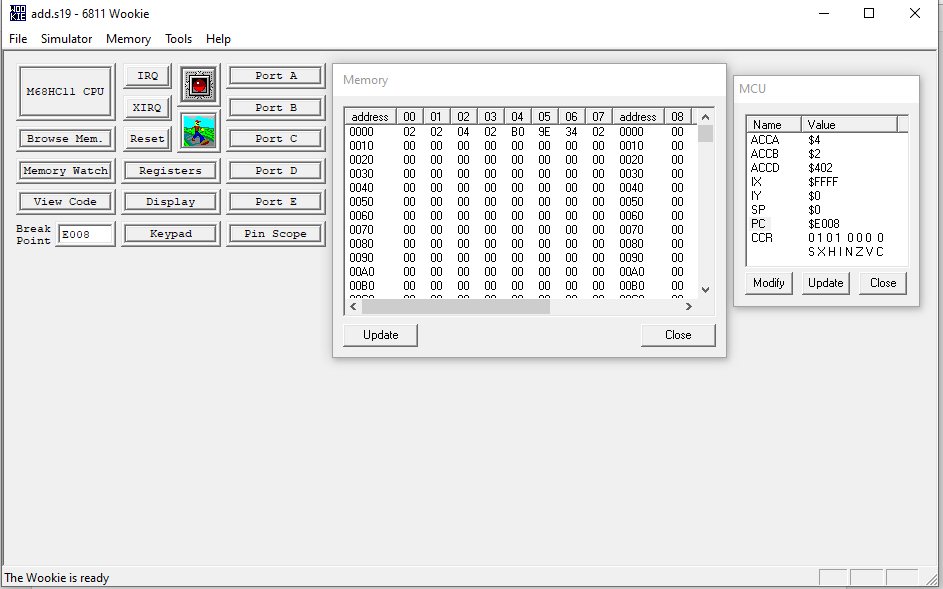 WOO
KIE
add.s19 - 6811 Wookie
File Simulator Memory Tools Help
M68HC11 CPU
IRQ
XIRQ
Port A
Port B
Browse Mem.
Reset
Port C
Memory Watch
Registers
Port D
View Code
Display
Port E
Break
Point
E008
Keypad
Pin Scope
Memory
address 00 01 02 03 04 05 06 07 address 08
0000 02 02 04 02 B0 9E 34 02 0000 00
0010 00 00 00 00 00 00 00 00 0010 00
0020 00 00 00 00 00 00 00 00 0020 00
0030 00 00 00 00 00 00 00 00 0030 00
0040 00 00 00 00 00 00 00 00 0040 00
0050 00 00 00 00 00 00 00 00 0050 00
0060 00 00 00 00 00 00 00 00 0060 00
0070 00 00 00 00 00 00 00 00 0070 00
0080 00 00 00 00 00 00 00 00 0080 00
0090 00 00 00 00 00 00 00 00 0090 00
00A0 00 00 00 00 00 00 00 00 00A0 00
00B0 00 00 00 00 00 00 00 00 00B0 00
Update Close
MCU
Name Value
ACCA $4
ACCB $2
ACCD $402
IX $FFFF
IY $0
SP $0
PC $E008
CCR 0 1 0 1 0 0 0 0
S X H I N Z V C
Modify Update Close
The Wookie is ready